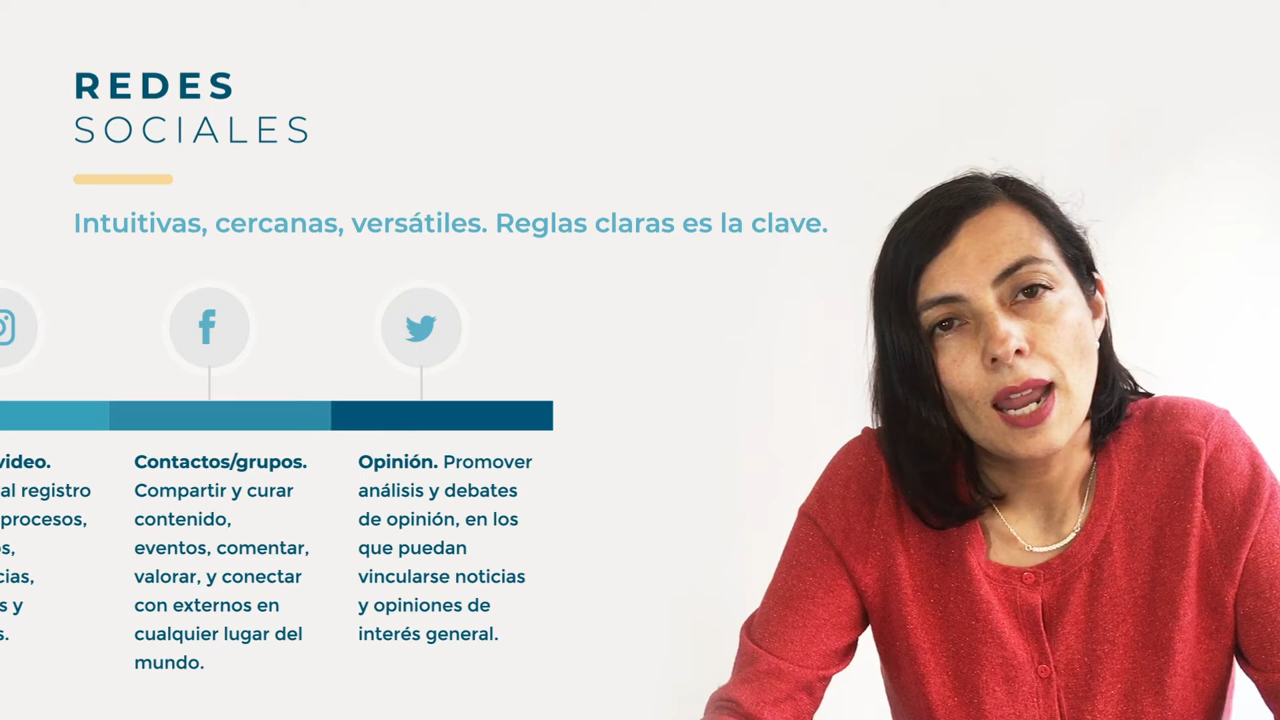 REDES
SOCIALES
Intuitivas, cercanas, versátiles. Reglas claras es la clave.
video.
al registro
procesos,
s y
Contactos/grupos.
Compartir y curar
contenido,
eventos, comentar,
valorar, y conectar
con externos en
cualquier lugar del
mundo.
Opinión. Promover
análisis y debates
de opinión, en los
que puedan
vincularse noticias
y opiniones de
interés general.